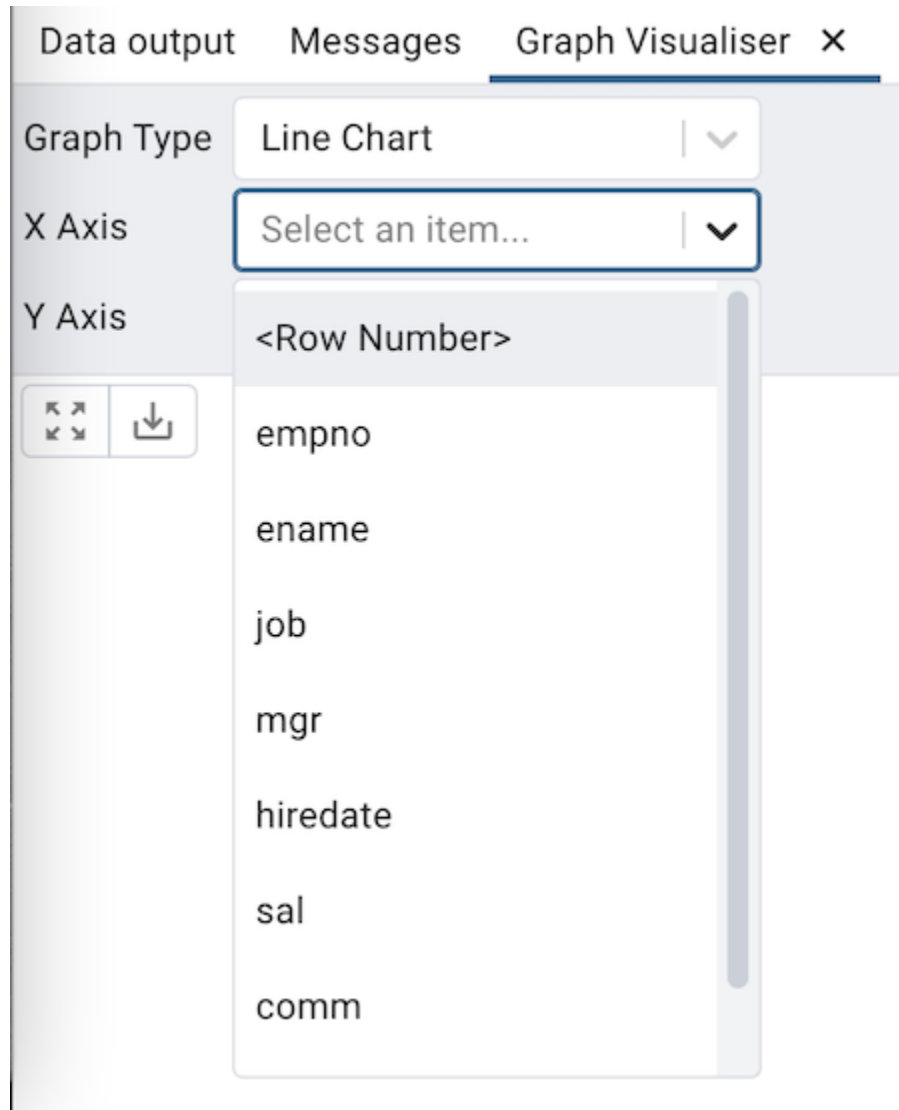 Data output Messages Graph Visualiser ×
Graph Type Line Chart
X Axis Select an item...
Y Axis
<Row Number>
empno
ename
job
mgr
hiredate
sal
comm